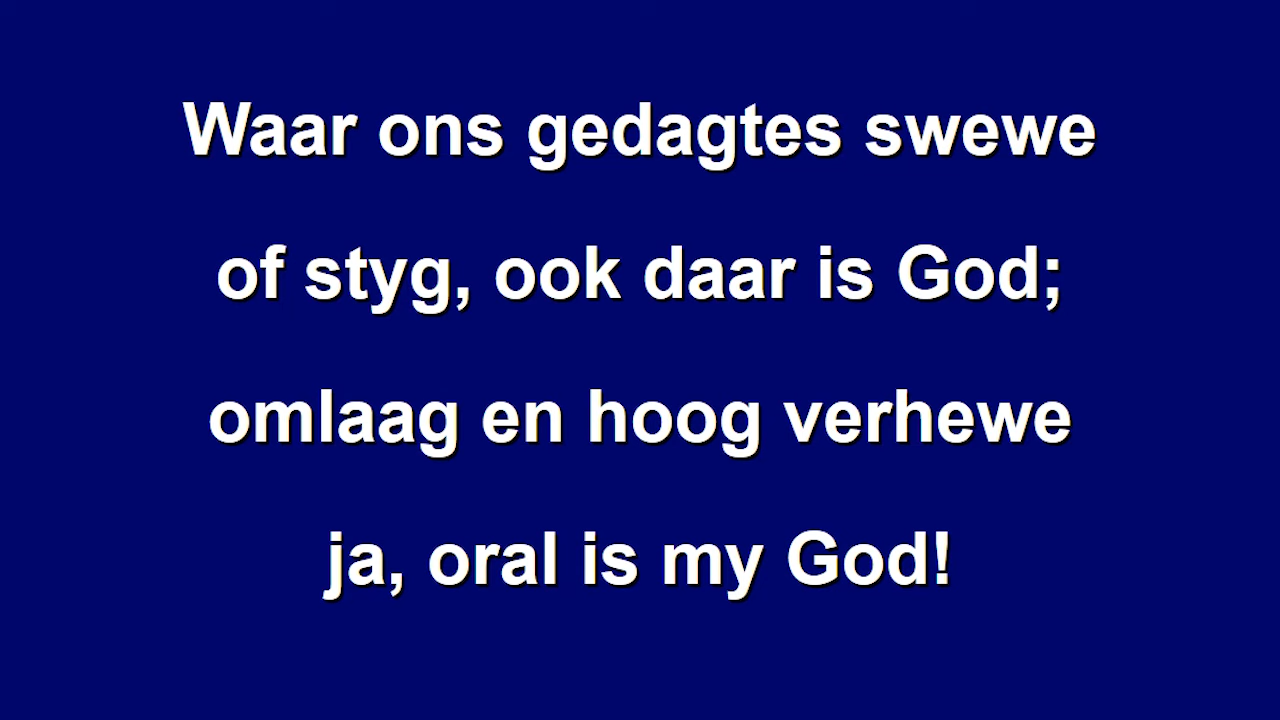 Waar ons gedagtes swewe
of styg, ook daar is God;
omlaag en hoog verhewe
ja, oral is my God!